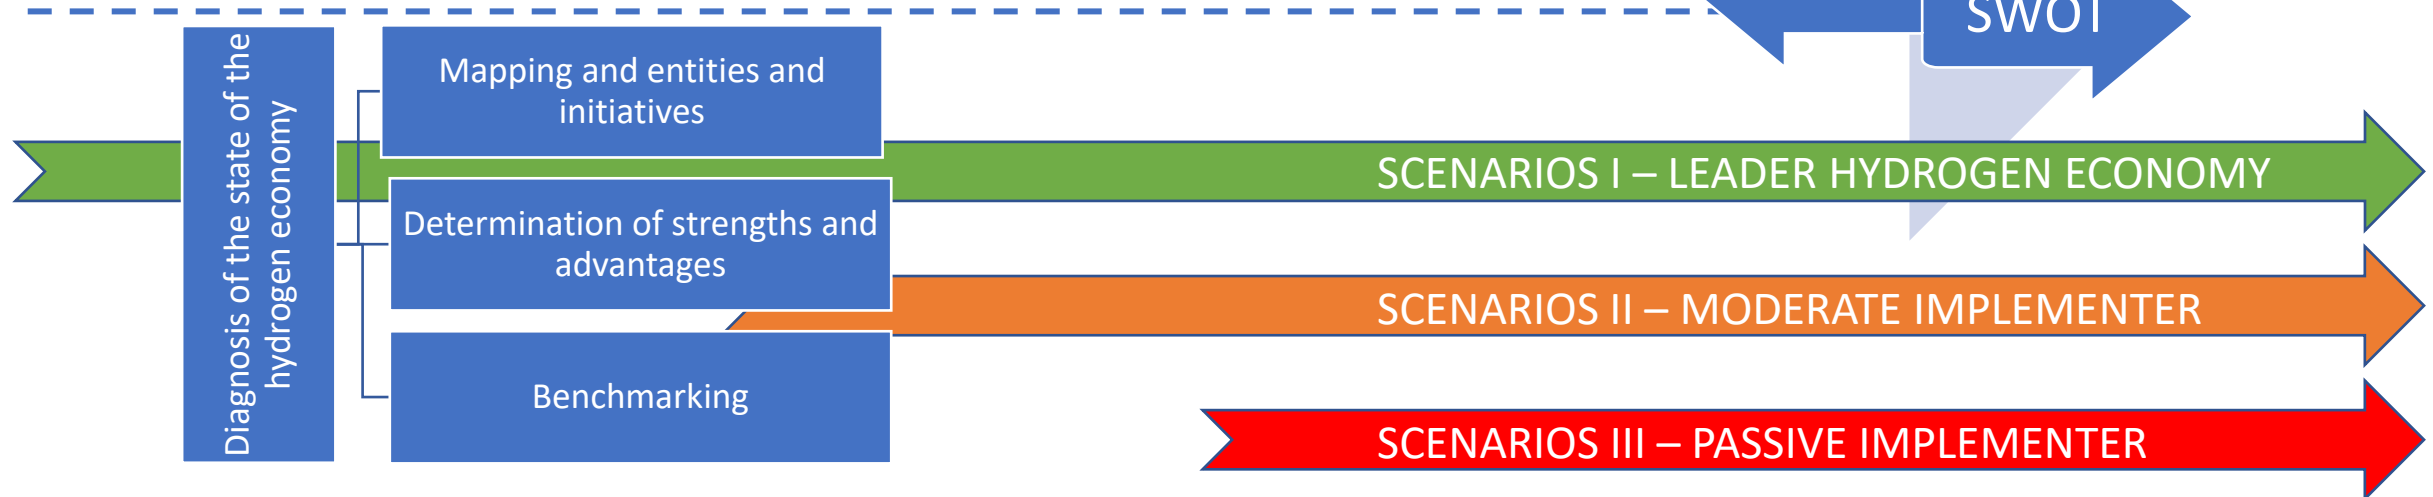 SWOT
Diagnosis of the state of the
hydrogen economy
Mapping and entities and
initiatives
Determination of strengths and
advantages
Benchmarking
SCENARIOS I – LEADER HYDROGEN ECONOMY
SCENARIOS II – MODERATE IMPLEMENTER
SCENARIOS III – PASSIVE IMPLEMENTER